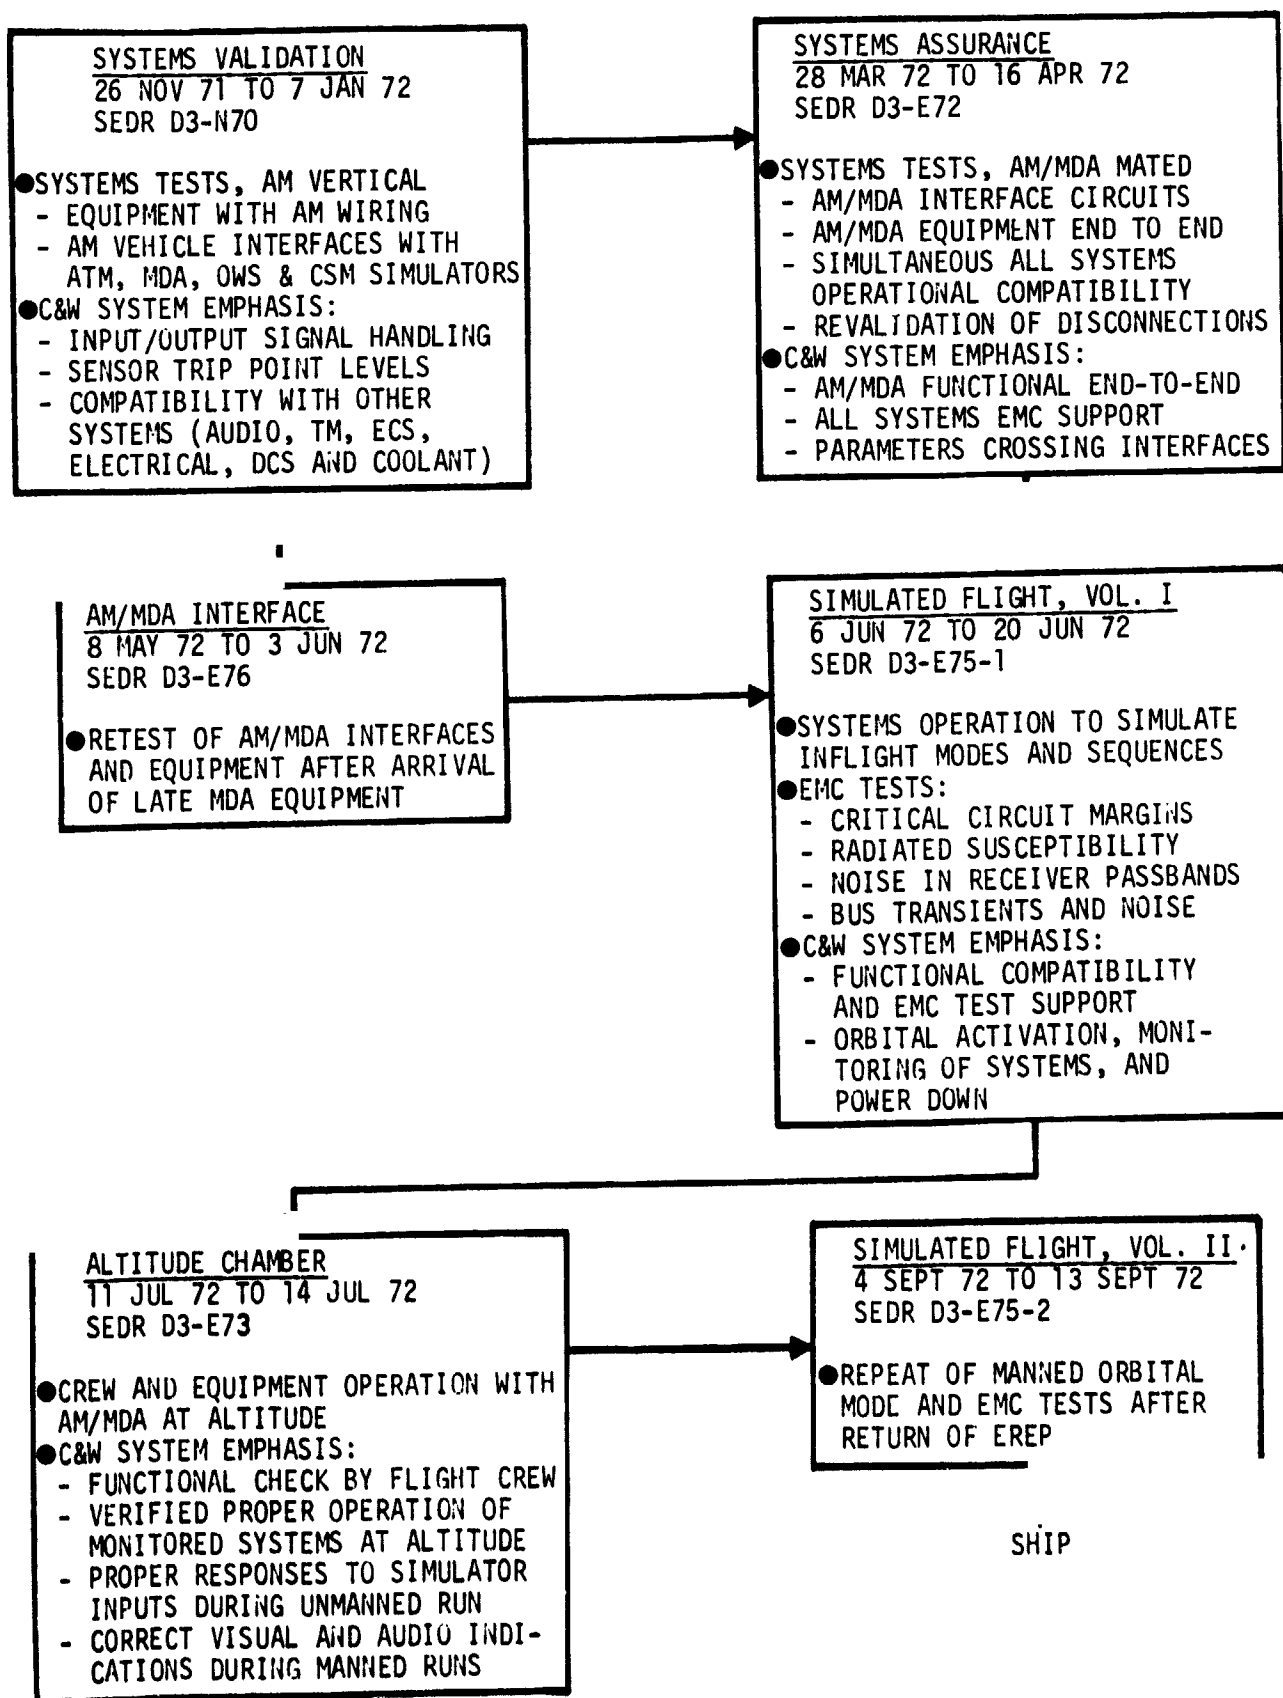 SYSTEMS VALIDATION
26 NOV 71 TO 7 JAN 72
SEDR D3-N70
●SYSTEMS TESTS, AM VERTICAL
- EQUIPMENT WITH AM WIRING
- AM VEHICLE INTERFACES WITH
ATM, MDA, OWS & CSM SIMULATORS
●C&W SYSTEM EMPHASIS:
- INPUT/OUTPUT SIGNAL HANDLING
- SENSOR TRIP POINT LEVELS
- COMPATIBILITY WITH OTHER
SYSTEMS (AUDIO, TM, ECS,
ELECTRICAL, DCS AND COOLANT)
SYSTEMS ASSURANCE
28 MAR 72 TO 16 APR 72
SEDR D3-E72
●SYSTEMS TESTS, AM/MDA MATED
- AM/MDA INTERFACE CIRCUITS
- AM/MDA EQUIPMENT END TO END
- SIMULTANEOUS ALL SYSTEMS
OPERATIONAL COMPATIBILITY
- REVALIDATION OF DISCONNECTIONS
●C&W SYSTEM EMPHASIS:
- AM/MDA FUNCTIONAL END-TO-END
- ALL SYSTEMS EMC SUPPORT
- PARAMETERS CROSSING INTERFACES
AM/MDA INTERFACE
8 MAY 72 TO 3 JUN 72
SEDR D3-E76
●RETEST OF AM/MDA INTERFACES
AND EQUIPMENT AFTER ARRIVAL
OF LATE MDA EQUIPMENT
SIMULATED FLIGHT, VOL. I
6 JUN 72 TO 20 JUN 72
SEDR D3-E75-1
●SYSTEMS OPERATION TO SIMULATE
INFLIGHT MODES AND SEQUENCES
●EMC TESTS:
- CRITICAL CIRCUIT MARGINS
- RADIATED SUSCEPTIBILITY
- NOISE IN RECEIVER PASSBANDS
- BUS TRANSIENTS AND NOISE
●C&W SYSTEM EMPHASIS:
- FUNCTIONAL COMPATIBILITY
AND EMC TEST SUPPORT
- ORBITAL ACTIVATION, MONI-
TORING OF SYSTEMS, AND
POWER DOWN
ALTITUDE CHAMBER
11 JUL 72 TO 14 JUL 72
SEDR D3-E73
●CREW AND EQUIPMENT OPERATION WITH
AM/MDA AT ALTITUDE
●C&W SYSTEM EMPHASIS:
- FUNCTIONAL CHECK BY FLIGHT CREW
- VERIFIED PROPER OPERATION OF
MONITORED SYSTEMS AT ALTITUDE
- PROPER RESPONSES TO SIMULATOR
INPUTS DURING UNMANNED RUN
- CORRECT VISUAL AND AUDIO INDI-
CATIONS DURING MANNED RUNS
SIMULATED FLIGHT, VOL. II
4 SEPT 72 TO 13 SEPT 72
SEDR D3-E75-2
●REPEAT OF MANNED ORBITAL
MODE AND EMC TESTS AFTER
RETURN OF EREP
SHIP